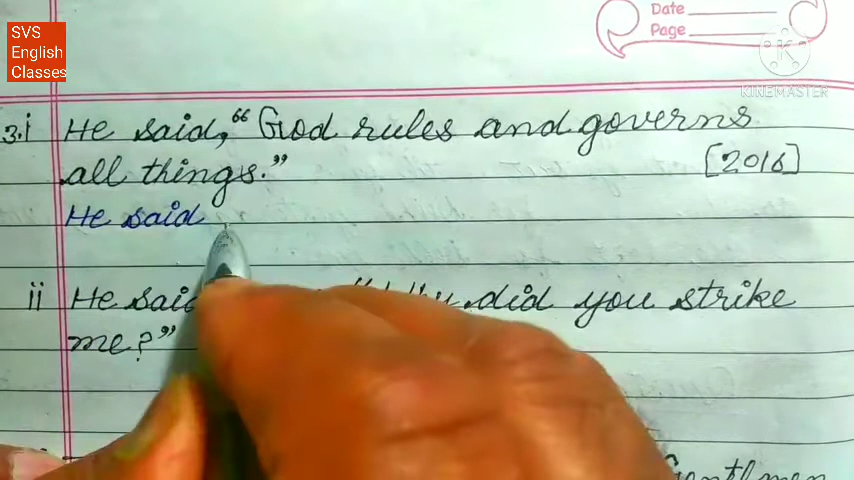 SVS
English
Classes
Date
Page
KINEMASTER
3.i He said, "God rules and governs
all things." [2016]
He said
ii He said did you strike
me?"